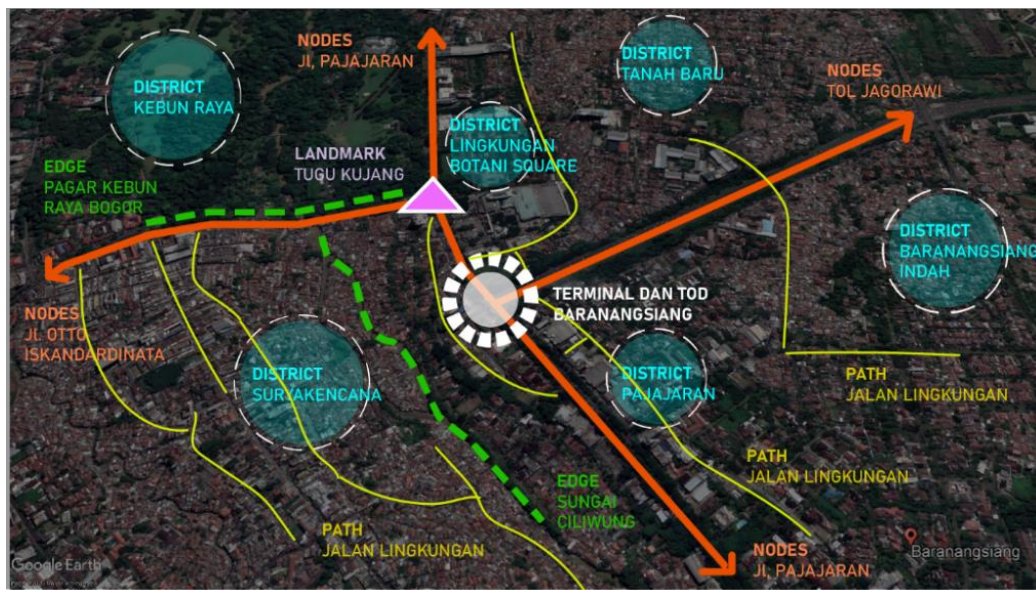 NODES
Jl, PAJAJARAN
DISTRICT
KEBUN RAYA
DISTRICT
TANAH BARU
NODES
TOL JAGORAWI
DISTRICT
LINGKUNGAN
BOTANI SQUARE
LANDMARK
TUGU KUJANG
EDGE
PAGAR KEBUN
RAYA BOGOR
DISTRICT
BARANANGSIANG
INDAH
TERMINAL DAN TOD
BARANANGSIANG
NODES
Jl. OTTO
ISKANDARDINATA
DISTRICT
SURYAKENCANA
DISTRICT
PAJAJARAN
PATH
JALAN LINGKUNGAN
PATH
JALAN LINGKUNGAN
EDGE
SUNGAI
CILIWUNG
PATH
JALAN LINGKUNGAN
NODES
Jl, PAJAJARAN
Baranangsiang
Google Earth